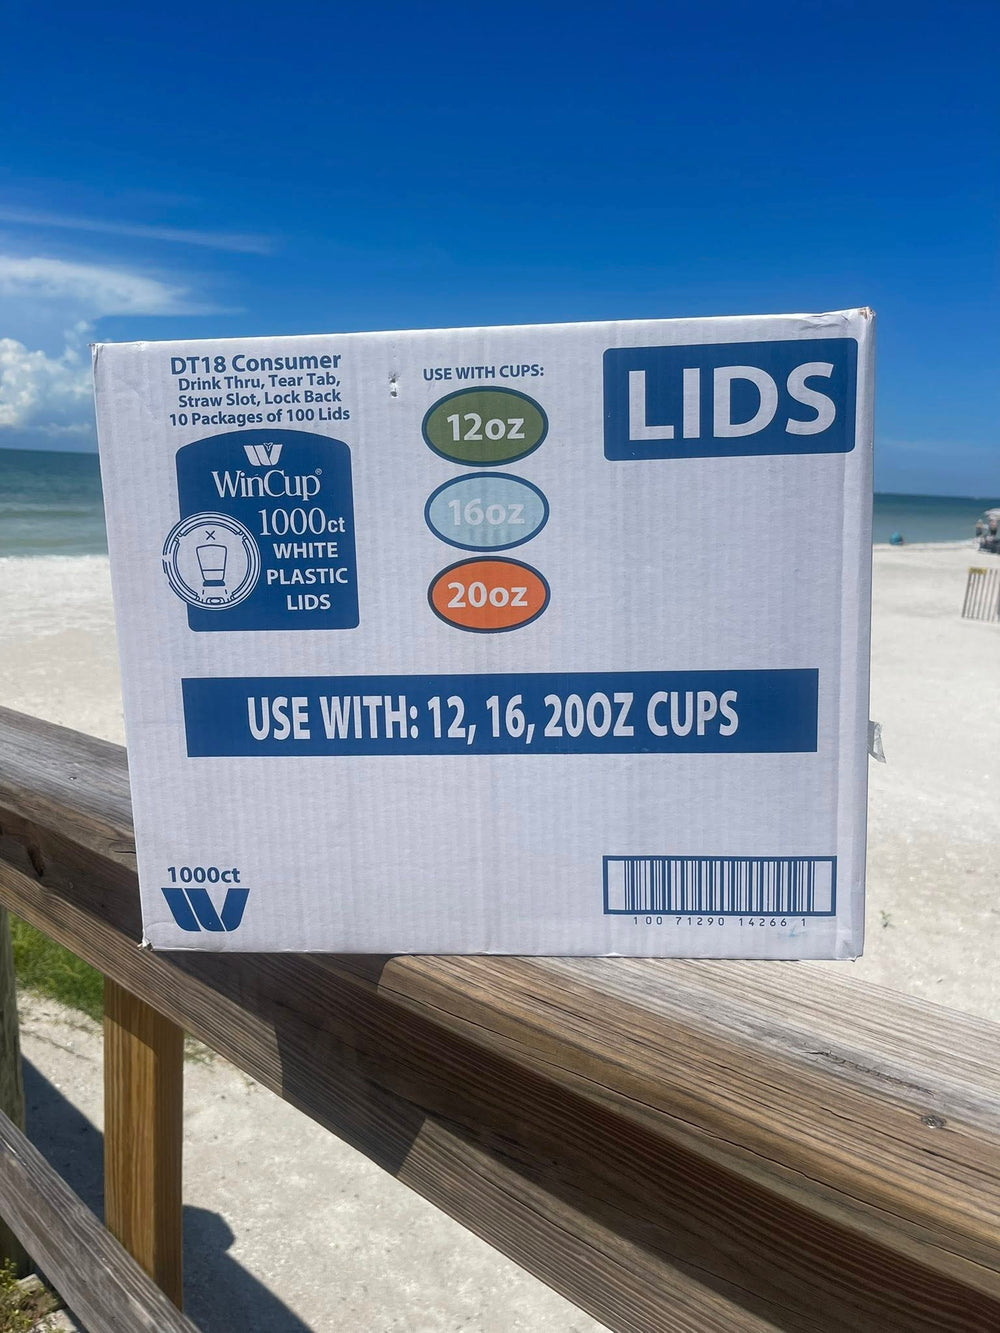 DT18 Consumer
Drink Thru, Tear Tab,
Straw Slot, Lock Back
10 Packages of 100 Lids
WinCup®
1000ct
WHITE
PLASTIC
LIDS
USE WITH CUPS:
12oz
16oz
20oz
LIDS
USE WITH: 12, 16, 20OZ CUPS
1000ct
100 71290 14266 1